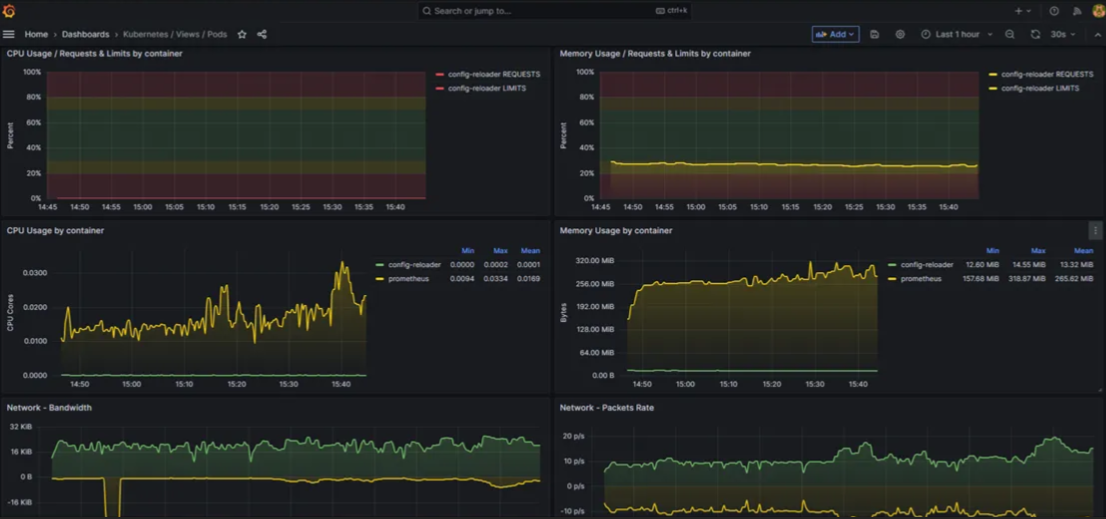 Search or jump to...
ctrl+k
Home
Dashboards
Kubernetes / Views / Pods
Add
Last 1 hour
30s
CPU Usage / Requests & Limits by container
100%
80%
60%
40%
20%
0%
Percent
14:45 14:50 14:55 15:00 15:05 15:10 15:15 15:20 15:25 15:30 15:35 15:40
config-reloader REQUESTS
config-reloader LIMITS
Memory Usage / Requests & Limits by container
100%
80%
60%
40%
20%
0%
Percent
14:45 14:50 14:55 15:00 15:05 15:10 15:15 15:20 15:25 15:30 15:35 15:40
config-reloader REQUESTS
config-reloader LIMITS
CPU Usage by container
0.0300
0.0200
0.0100
0.0000
CPU Cores
14:50 15:00 15:10 15:20 15:30 15:40
Min Max Mean
config-reloader 0.0000 0.0002 0.0001
prometheus 0.0094 0.0334 0.0169
Memory Usage by container
320.00 MiB
256.00 MiB
192.00 MiB
128.00 MiB
64.00 MiB
0.00 B
Bytes
14:50 15:00 15:10 15:20 15:30 15:40
Min Max Mean
config-reloader 12.60 MiB 14.55 MiB 13.32 MiB
prometheus 157.68 MiB 318.87 MiB 265.62 MiB
Network - Bandwidth
32 KiB
16 KiB
0 B
-16 KiB
Network - Packets Rate
20 p/s
10 p/s
0 p/s
-10 p/s